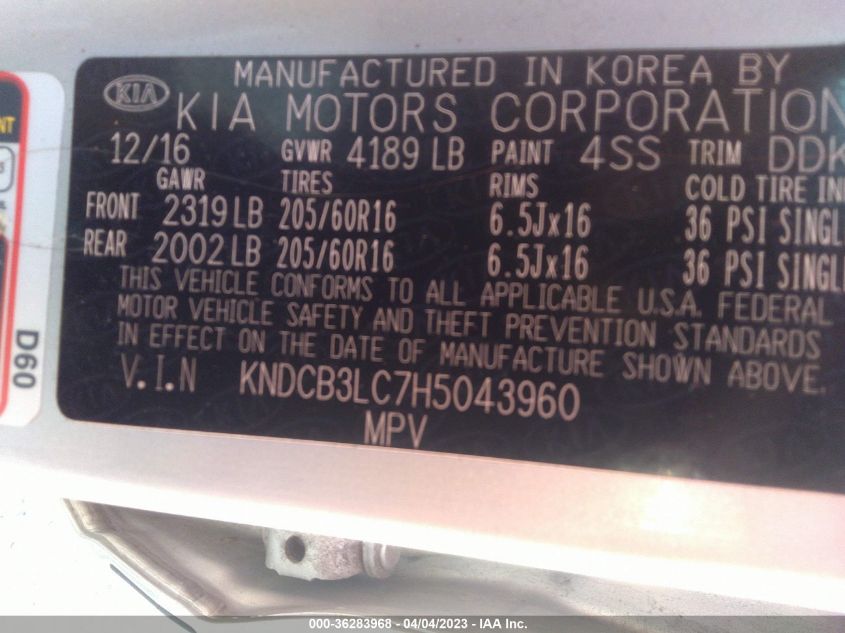 MANUFACTURED IN KOREA BY
KIA KIA MOTORS CORPORATION
12/16 GVWR 4189 LB PAINT 4SS TRIM DDK
GAWR TIRES RIMS COLD TIRE IN
FRONT 2319 LB 205/60R16 6.5Jx16 36 PSI SINGL
REAR 2002 LB 205/60R16 6.5Jx16 36 PSI SINGLE
THIS VEHICLE CONFORMS TO ALL APPLICABLE U.S.A. FEDERAL
MOTOR VEHICLE SAFETY AND THEFT PREVENTION STANDARDS
IN EFFECT ON THE DATE OF MANUFACTURE SHOWN ABOVE.
V.I.N KNDCB3LC7H5043960
MPV
D60
000-36283968 - 04/04/2023 - IAA Inc.